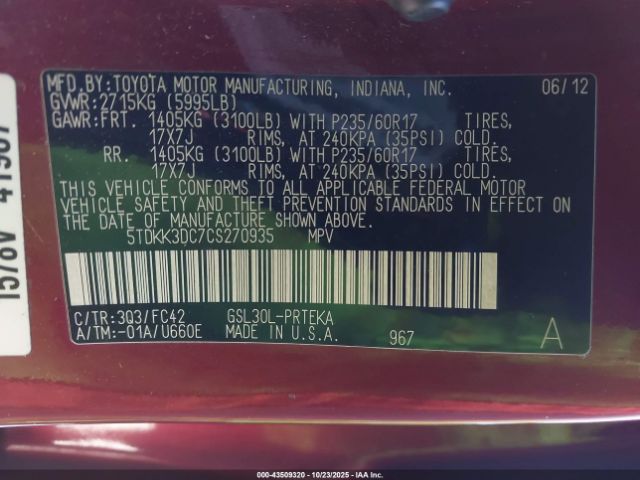 MFD.BY:TOYOTA MOTOR MANUFACTURING, INDIANA, INC. 06/12
GVWR:2715KG (5995LB)
GAWR:FRT. 1405KG (3100LB) WITH P235/60R17 TIRES,
17X7J RIMS, AT 240KPA (35PSI) COLD.
RR. 1405KG (3100LB) WITH P235/60R17 TIRES,
17X7J RIMS, AT 240KPA (35PSI) COLD.
THIS VEHICLE CONFORMS TO ALL APPLICABLE FEDERAL MOTOR
VEHICLE SAFETY AND THEFT PREVENTION STANDARDS IN EFFECT ON
THE DATE OF MANUFACTURE SHOWN ABOVE.
5TDKK3DC7CS270935 MPV
C/TR:3Q3/FC42 GSL30L-PRTEKA
A/TM:-01A/U660E MADE IN U.S.A. 967 A
000-43509320 | 10/23/2025 | IAAI.COM